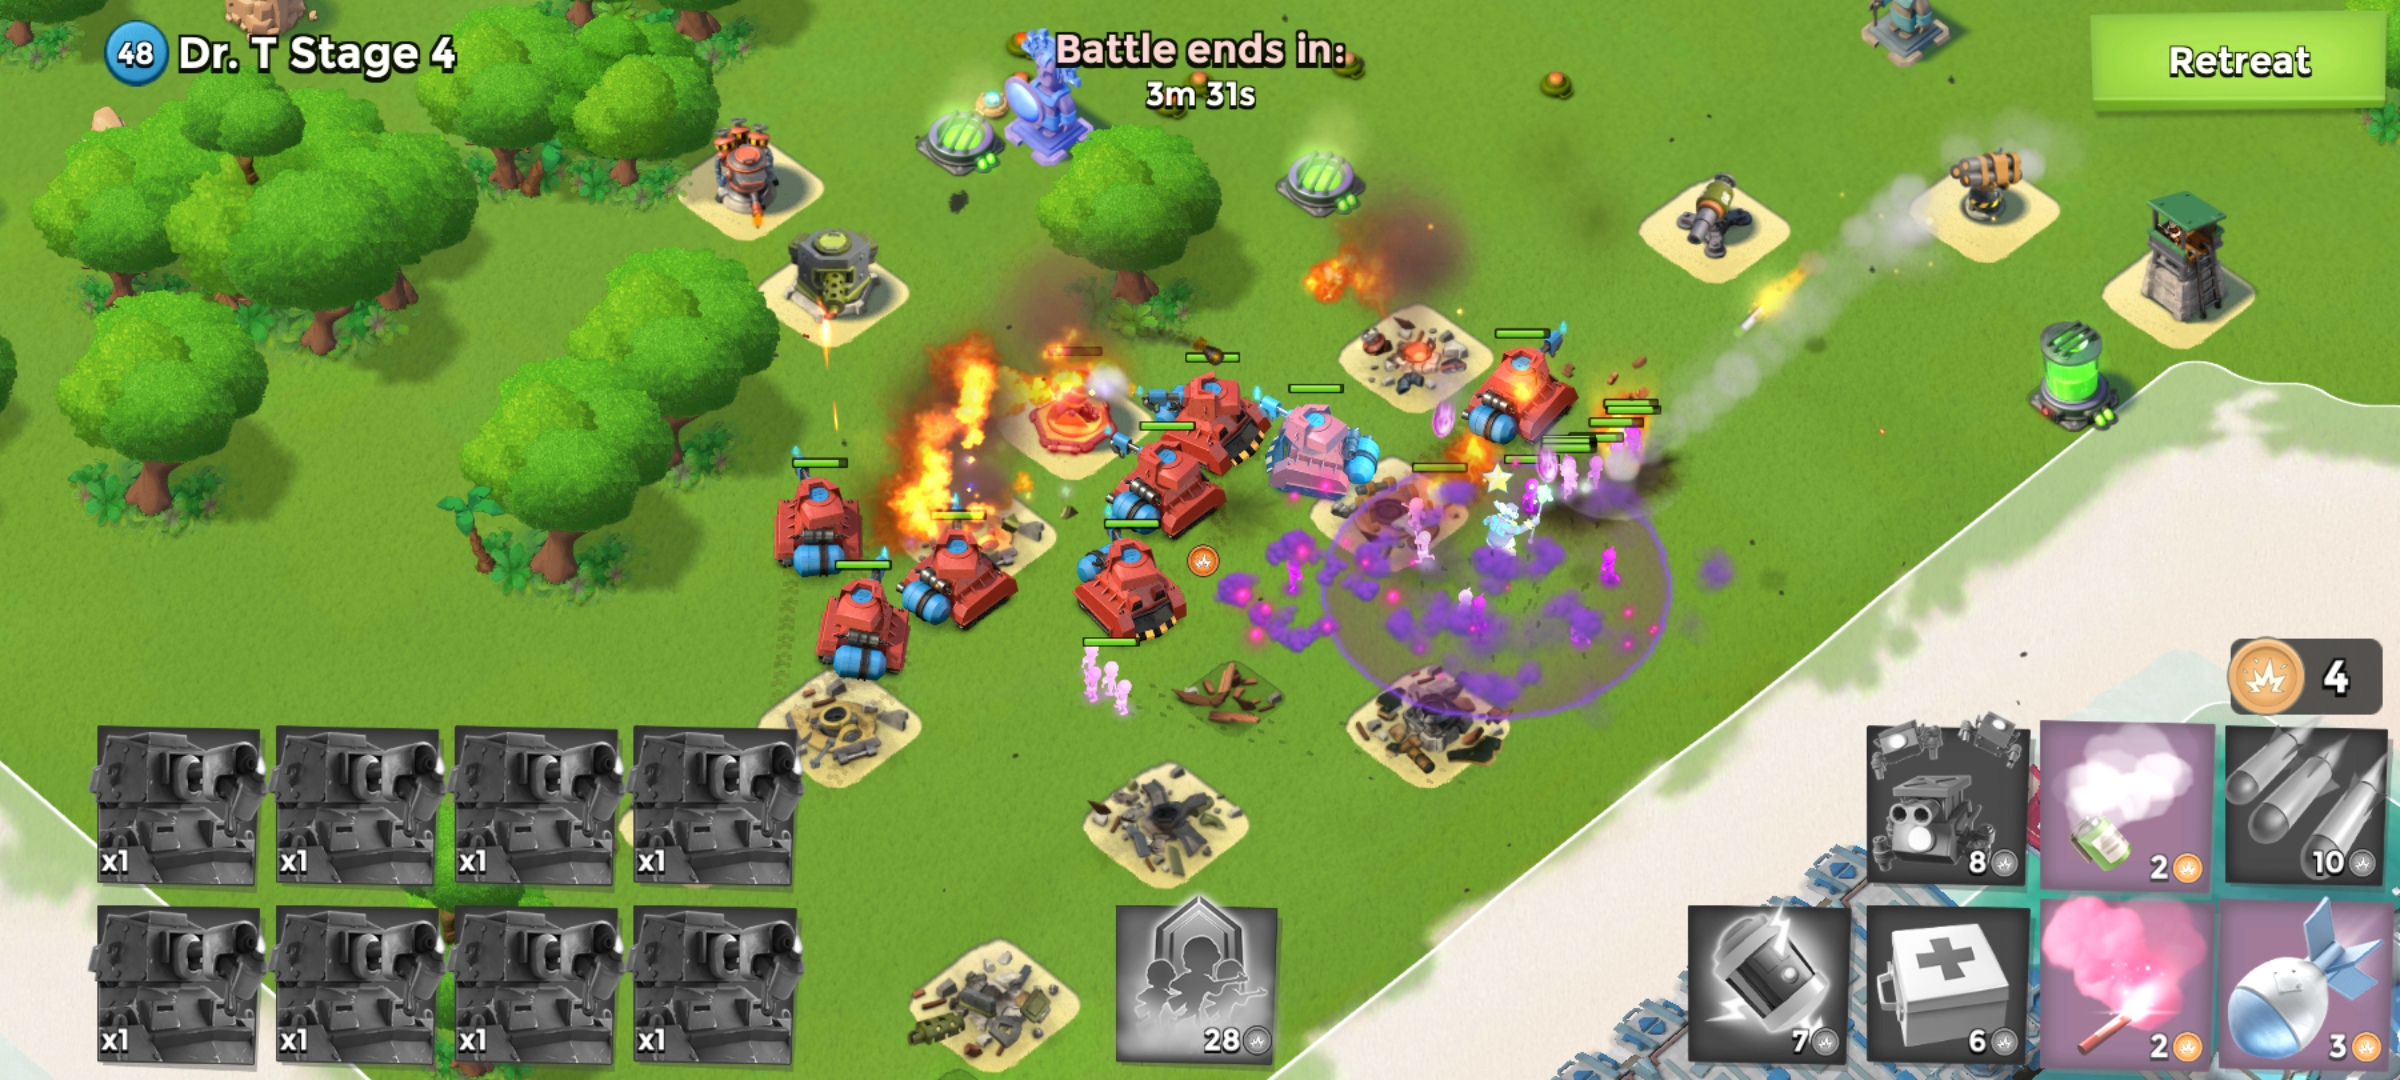 48 Dr. T Stage 4
Battle ends in:
3m 31s
Retreat
4
x1 x1 x1 x1
8 2 10
x1 x1 x1 x1
28
7 6 2 3